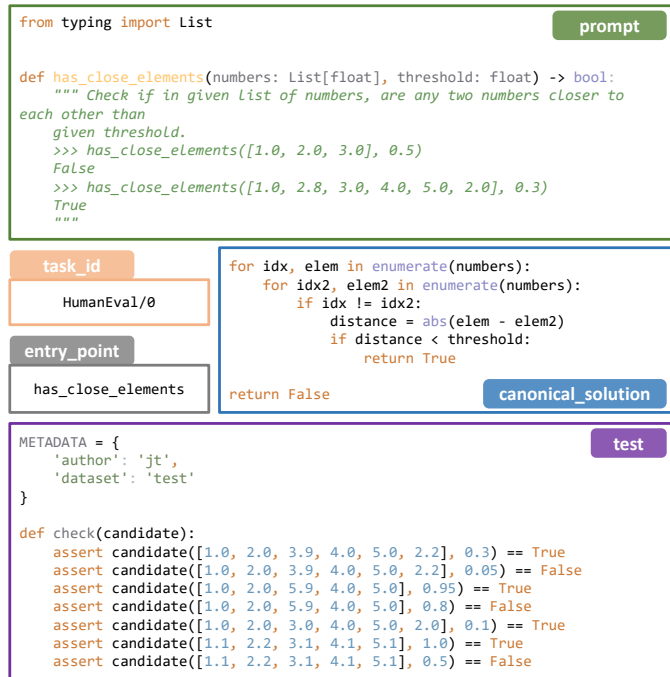 from typing import List
prompt
def has_close_elements(numbers: List[float], threshold: float) -> bool:
    """ Check if in given list of numbers, are any two numbers closer to
each other than
    given threshold.
    >>> has_close_elements([1.0, 2.0, 3.0], 0.5)
    False
    >>> has_close_elements([1.0, 2.8, 3.0, 4.0, 5.0, 2.0], 0.3)
    True
    """
task_id
HumanEval/0
entry_point
has_close_elements
for idx, elem in enumerate(numbers):
    for idx2, elem2 in enumerate(numbers):
        if idx != idx2:
            distance = abs(elem - elem2)
            if distance < threshold:
                return True
return False
canonical_solution
METADATA = {
test
    'author': 'jt',
    'dataset': 'test'
}
def check(candidate):
    assert candidate([1.0, 2.0, 3.9, 4.0, 5.0, 2.2], 0.3) == True
    assert candidate([1.0, 2.0, 3.9, 4.0, 5.0, 2.2], 0.05) == False
    assert candidate([1.0, 2.0, 5.9, 4.0, 5.0], 0.95) == True
    assert candidate([1.0, 2.0, 5.9, 4.0, 5.0], 0.8) == False
    assert candidate([1.0, 2.0, 3.0, 4.0, 5.0, 2.0], 0.1) == True
    assert candidate([1.1, 2.2, 3.1, 4.1, 5.1], 1.0) == True
    assert candidate([1.1, 2.2, 3.1, 4.1, 5.1], 0.5) == False